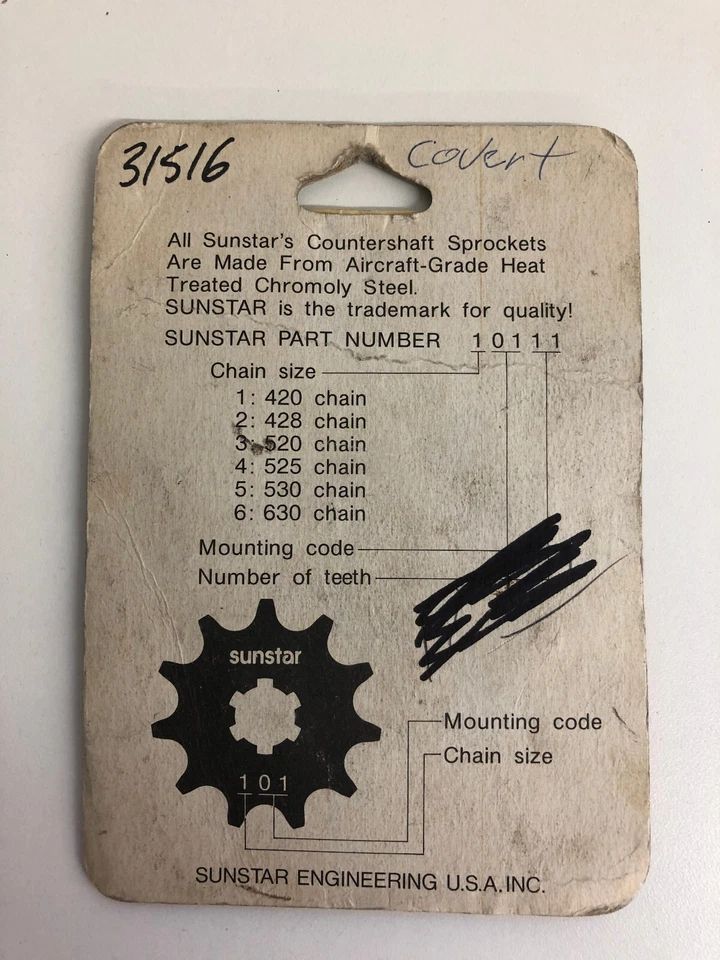 31516
Covert
All Sunstar's Countershaft Sprockets
Are Made From Aircraft-Grade Heat
Treated Chromoly Steel.
SUNSTAR is the trademark for quality!
SUNSTAR PART NUMBER 10111
Chain size
1: 420 chain
2: 428 chain
3: 520 chain
4: 525 chain
5: 530 chain
6: 630 chain
Mounting code
Number of teeth
sunstar
101
Mounting code
Chain size
SUNSTAR ENGINEERING U.S.A. INC.